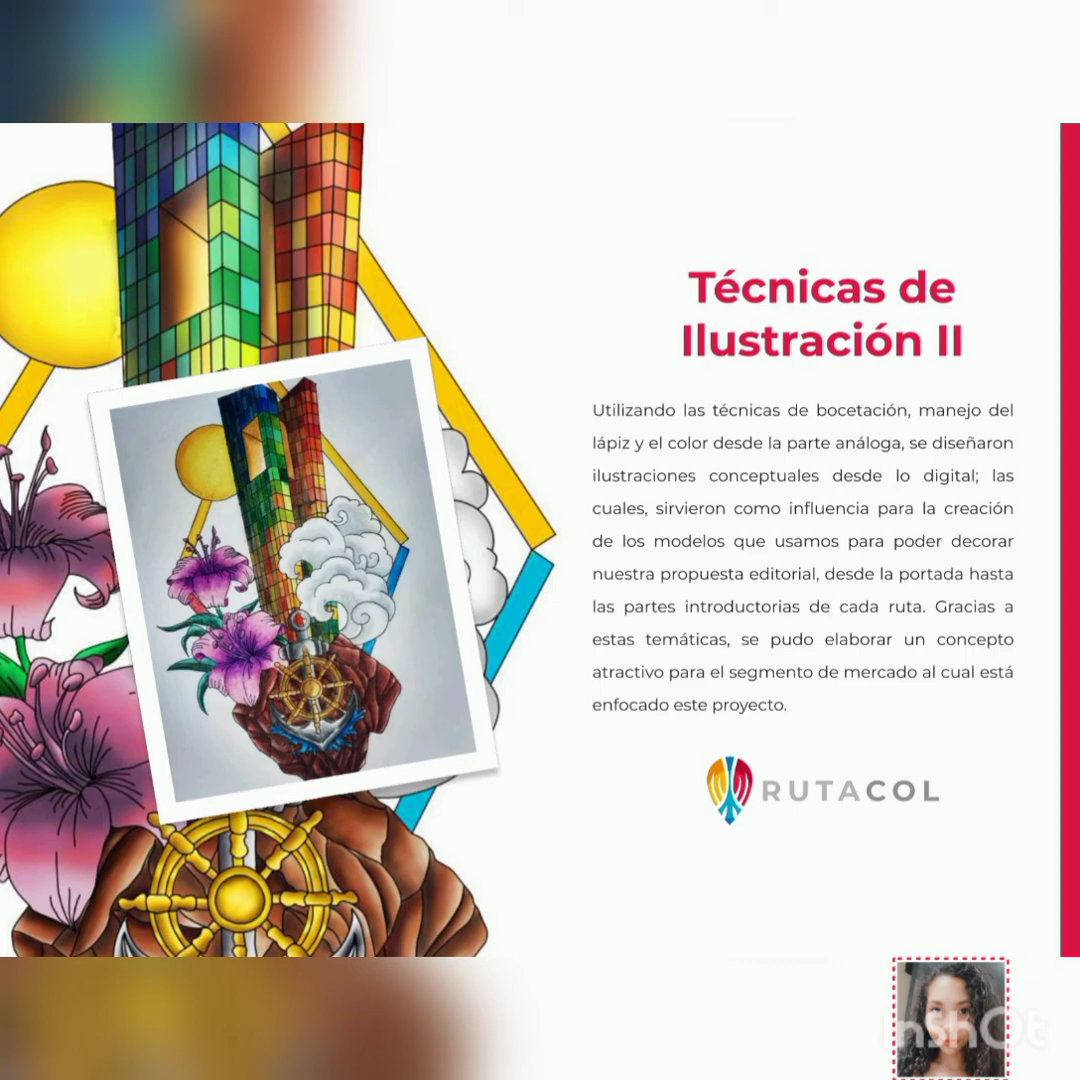 Técnicas de
Ilustración II
Utilizando las técnicas de bocetación, manejo del
lápiz y el color desde la parte análoga, se diseñaron
ilustraciones conceptuales desde lo digital; las
cuales, sirvieron como influencia para la creación
de los modelos que usamos para poder decorar
nuestra propuesta editorial, desde la portada hasta
las partes introductorias de cada ruta. Gracias a
estas temáticas, se pudo elaborar un concepto
atractivo para el segmento de mercado al cual está
enfocado este proyecto.
RUTACOL
InShOt